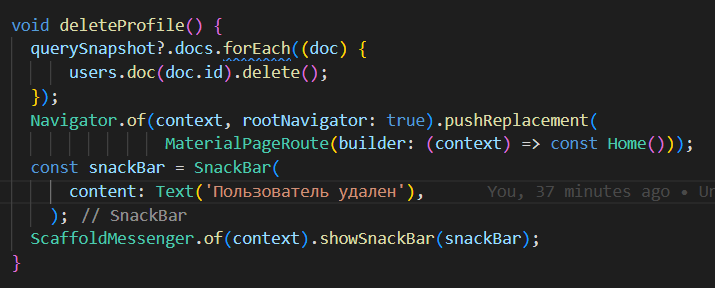 void deleteProfile() {
  querySnapshot?.docs.forEach((doc) {
    users.doc(doc.id).delete();
  });
  Navigator.of(context, rootNavigator: true).pushReplacement(
              MaterialPageRoute(builder: (context) => const Home()));
  const snackBar = SnackBar(
      content: Text('Пользователь удален'),      You, 37 minutes ago • Un
    ); // SnackBar
  ScaffoldMessenger.of(context).showSnackBar(snackBar);
}